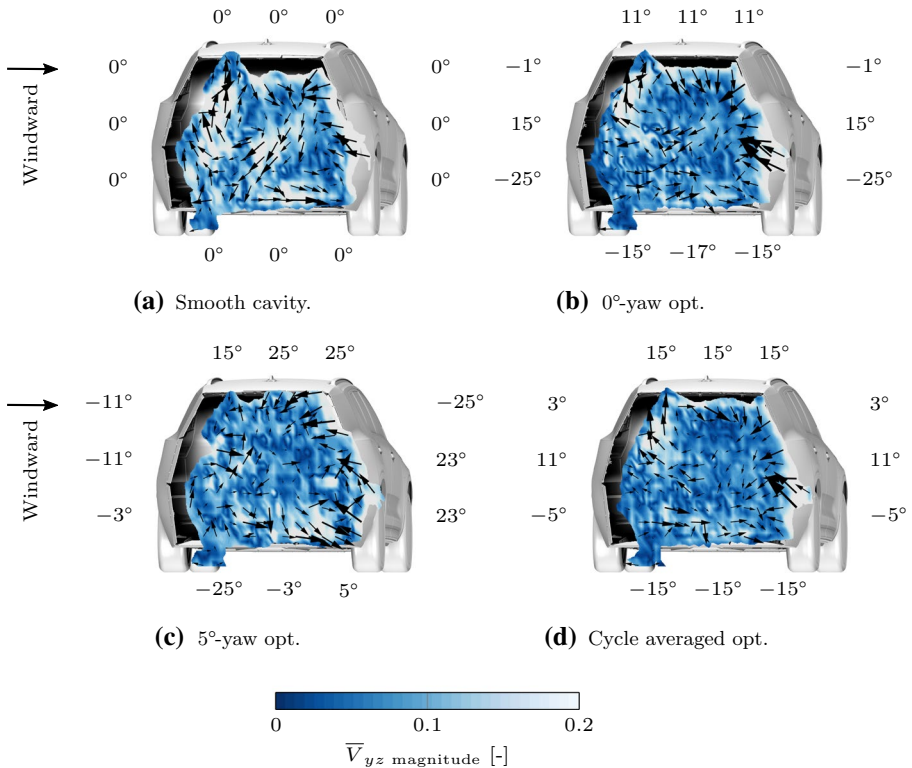 0° 0° 0° 11° 11° 11°
0° 0° −1° −1°
Windward
0° 0° 15° 15°
0° 0° −25° −25°
0° 0° 0° −15° −17° −15°
(a) Smooth cavity. (b) 0°-yaw opt.
15° 25° 25° 15° 15° 15°
−11° −25° 3° 3°
Windward
−11° 23° 11° 11°
−3° 23° −5° −5°
−25° −3° 5° −15° −15° −15°
(c) 5°-yaw opt. (d) Cycle averaged opt.
0 0.1 0.2
V̅yz magnitude [-]